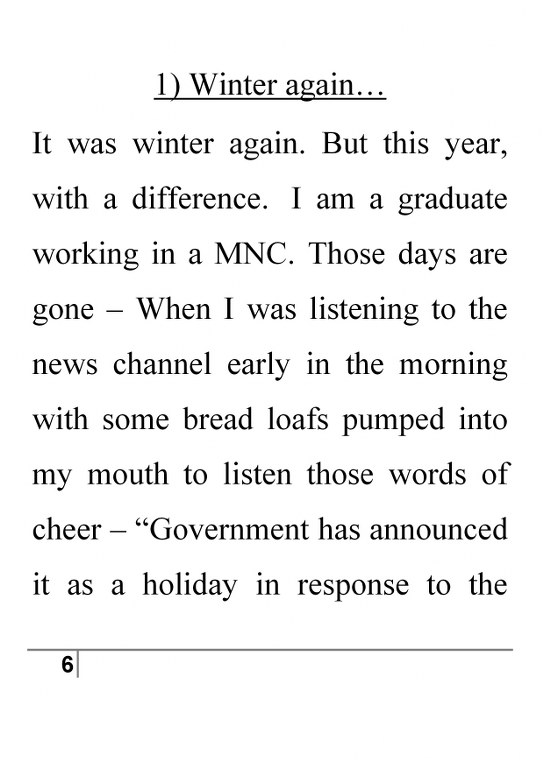 1) Winter again…
It was winter again. But this year,
with a difference. I am a graduate
working in a MNC. Those days are
gone – When I was listening to the
news channel early in the morning
with some bread loafs pumped into
my mouth to listen those words of
cheer – “Government has announced
it as a holiday in response to the
6